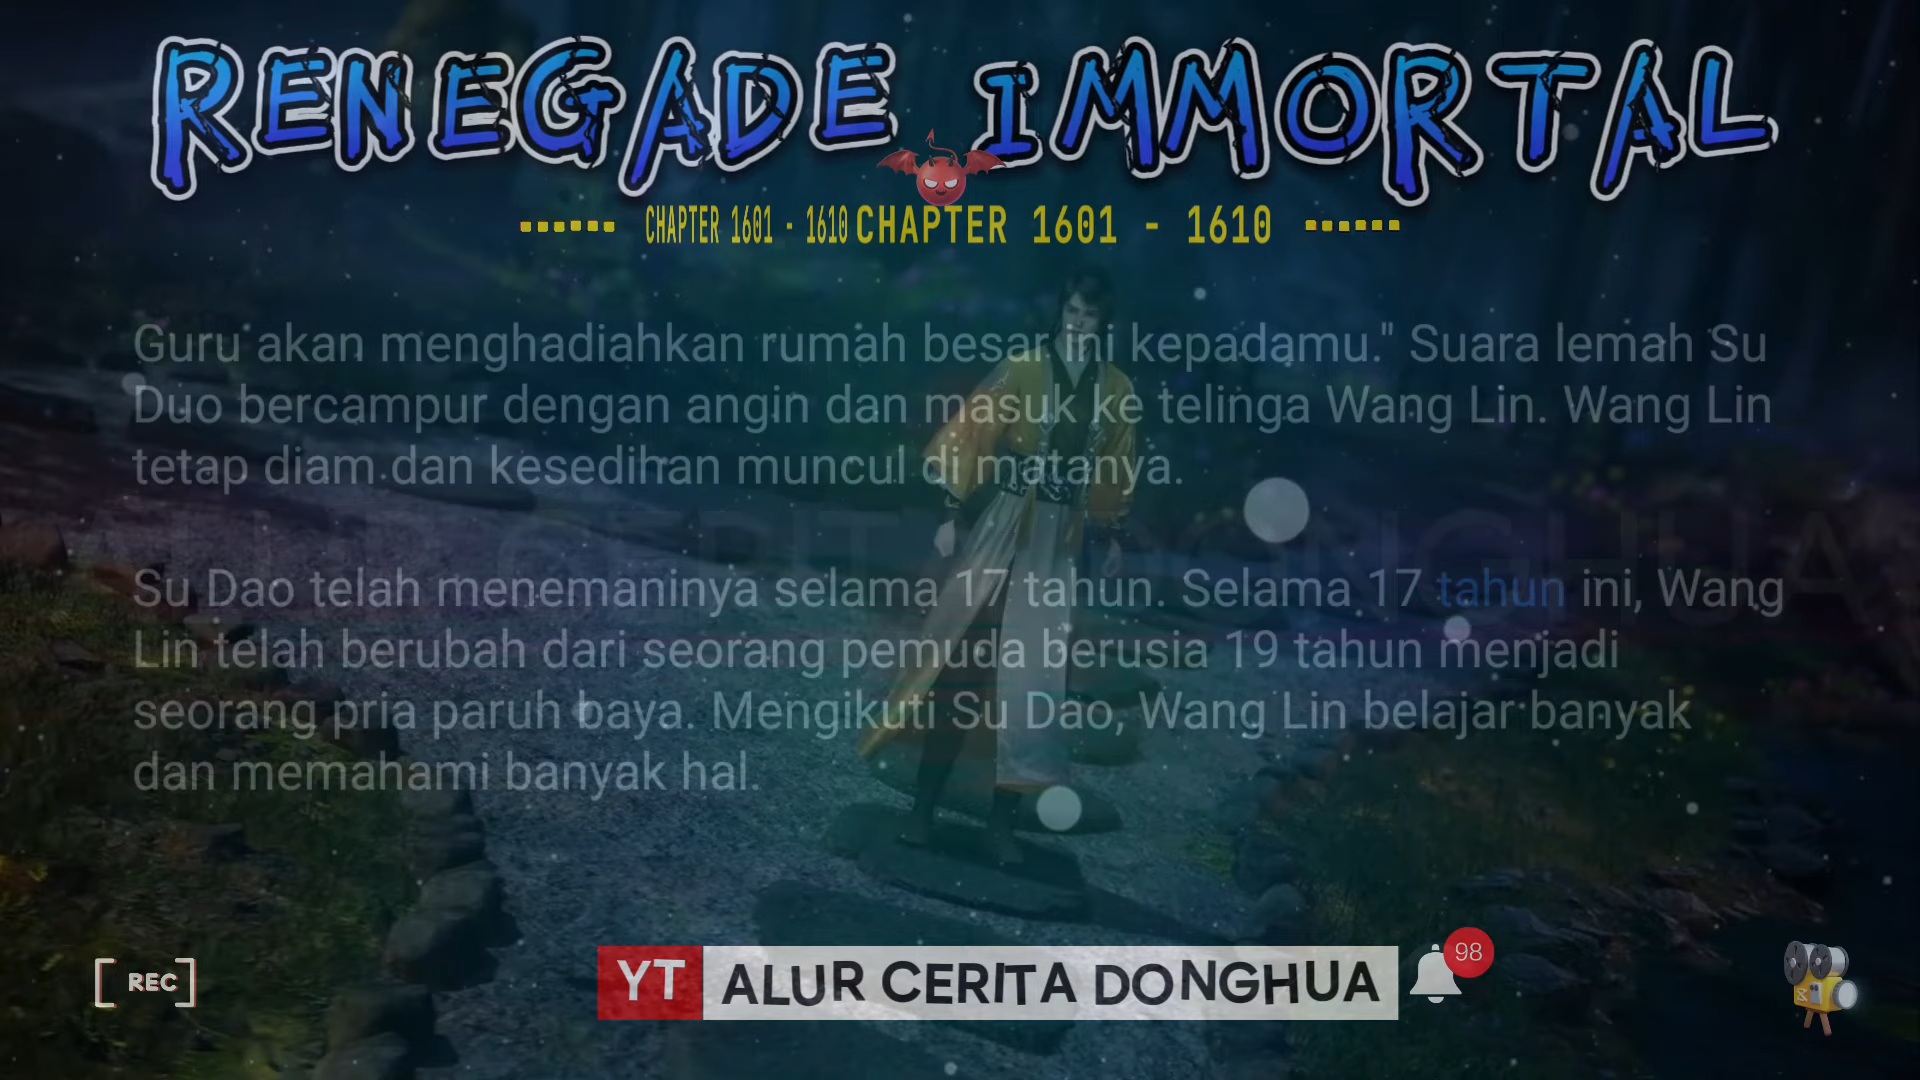 RENEGADE IMMORTAL
CHAPTER 1601 - 1610 CHAPTER 1601 - 1610
Guru akan menghadiahkan rumah besar ini kepadamu." Suara lemah Su
Duo bercampur dengan angin dan masuk ke telinga Wang Lin. Wang Lin
tetap diam dan kesedihan muncul di matanya.
Su Dao telah menemaninya selama 17 tahun. Selama 17 tahun ini, Wang
Lin telah berubah dari seorang pemuda berusia 19 tahun menjadi
seorang pria paruh baya. Mengikuti Su Dao, Wang Lin belajar banyak
dan memahami banyak hal.
[ REC ]
YT ALUR CERITA DONGHUA
98